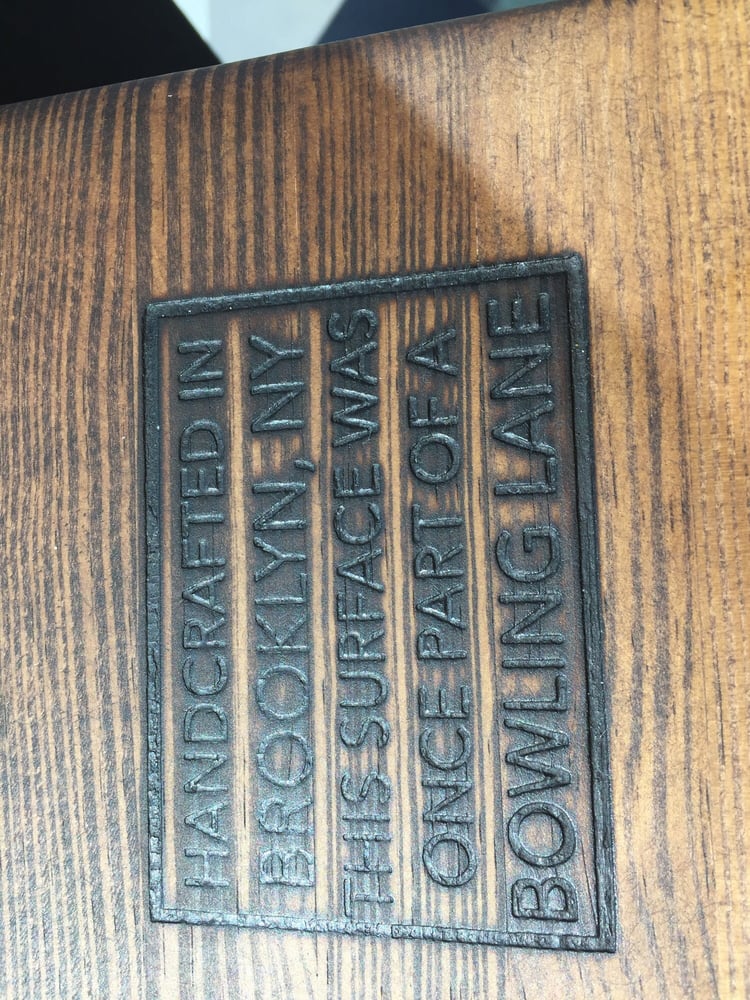 HANDCRAFTED IN
BROOKLYN, NY
THIS SURFACE WAS
ONCE PART OF A
BOWLING LANE